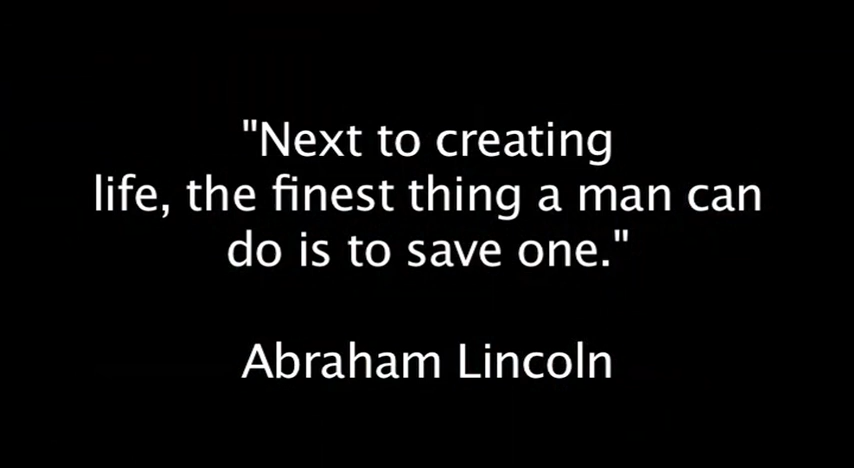 "Next to creating
life, the finest thing a man can
do is to save one."
Abraham Lincoln